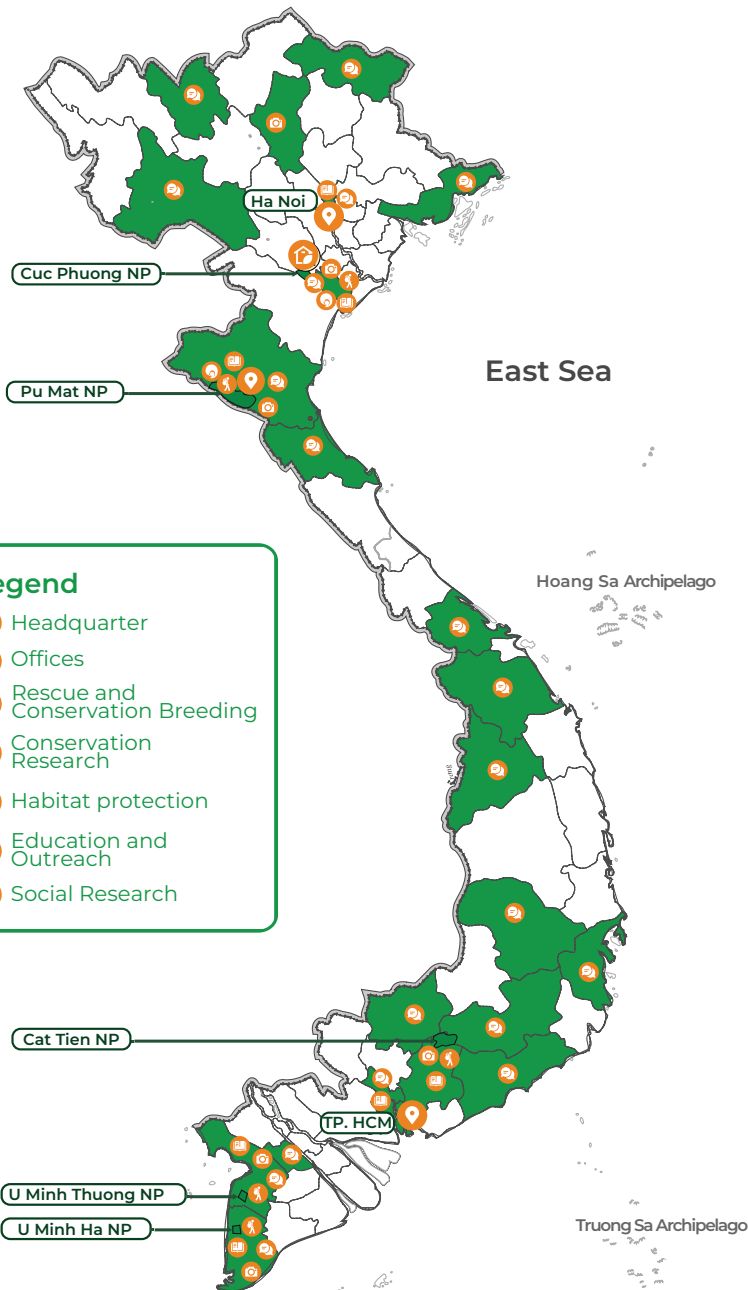 Ha Noi
Cuc Phuong NP
East Sea
Pu Mat NP
Hoang Sa Archipelago
egend
Headquarter
Offices
Rescue and
Conservation Breeding
Conservation
Research
Habitat protection
Education and
Outreach
Social Research
Cat Tien NP
TP. HCM
U Minh Thuong NP
U Minh Ha NP
Truong Sa Archipelago